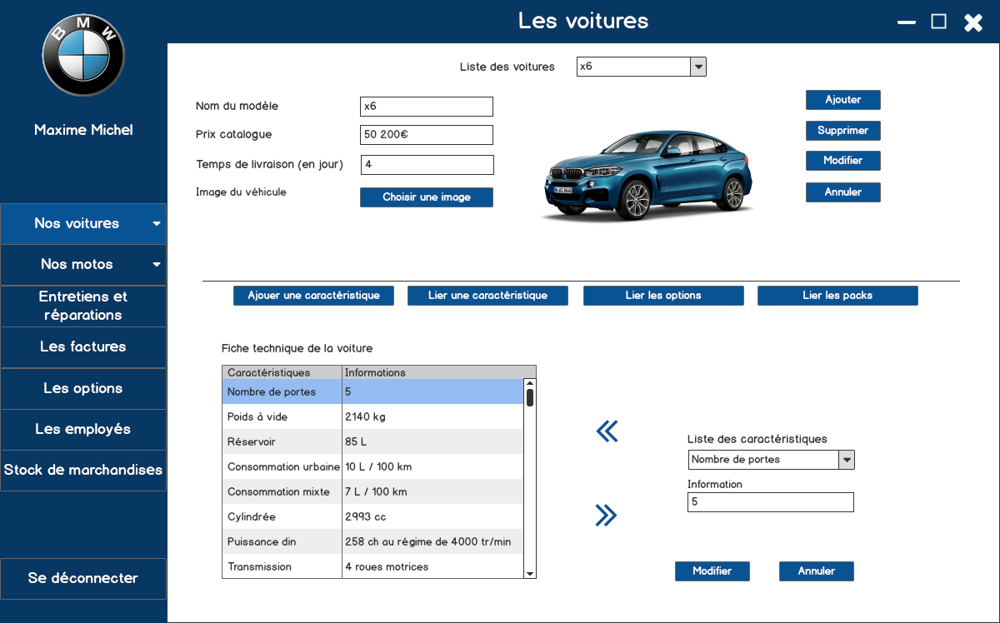 Les voitures
BMW
Maxime Michel
Nos voitures
Nos motos
Entretiens et
réparations
Les factures
Les options
Les employés
Stock de marchandises
Se déconnecter
Liste des voitures x6
Nom du modèle x6
Prix catalogue 50 200€
Temps de livraison (en jour) 4
Image du véhicule Choisir une image
Ajouter
Supprimer
Modifier
Annuler
Ajouer une caractéristique Lier une caractéristique Lier les options Lier les packs
Fiche technique de la voiture
Caractéristiques Informations
Nombre de portes 5
Poids à vide 2140 kg
Réservoir 85 L
Consommation urbaine 10 L / 100 km
Consommation mixte 7 L / 100 km
Cylindrée 2993 cc
Puissance din 258 ch au régime de 4000 tr/min
Transmission 4 roues motrices
Liste des caractéristiques
Nombre de portes
Information
5
Modifier Annuler